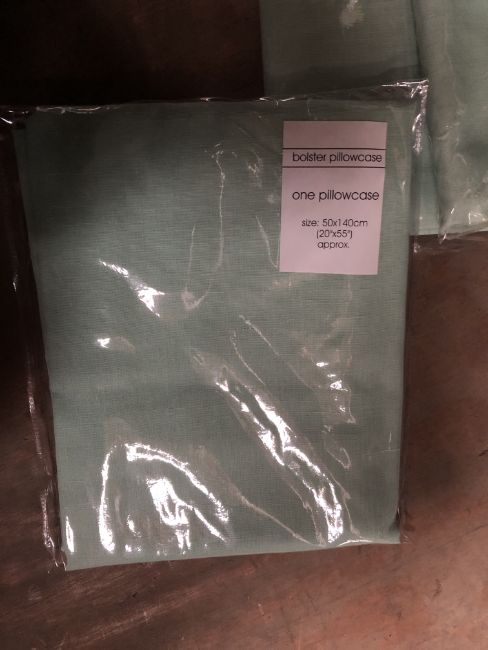 bolster pillowcase
one pillowcase
size: 50x140cm
(20"x55")
approx.